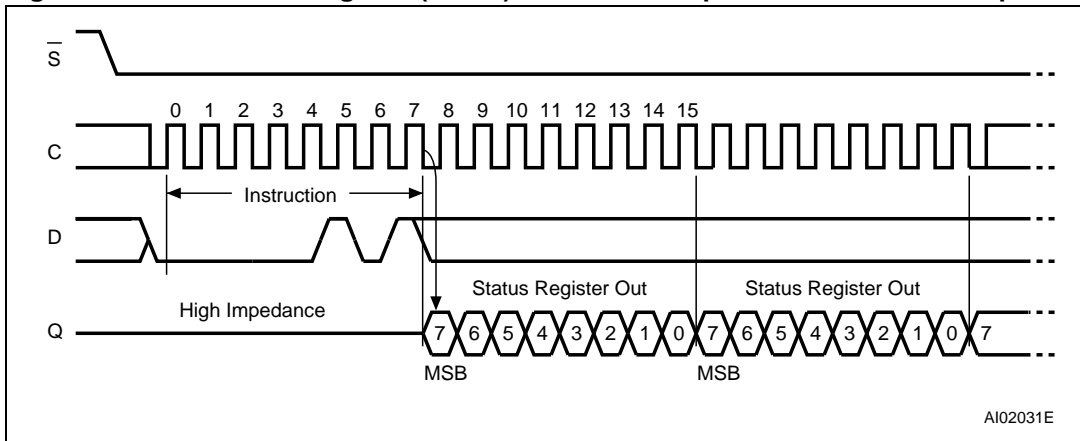 S
0 1 2 3 4 5 6 7 8 9 10 11 12 13 14 15
C
Instruction
D
Status Register Out Status Register Out
High Impedance
Q 7 6 5 4 3 2 1 0 7 6 5 4 3 2 1 0 7
MSB MSB
AI02031E